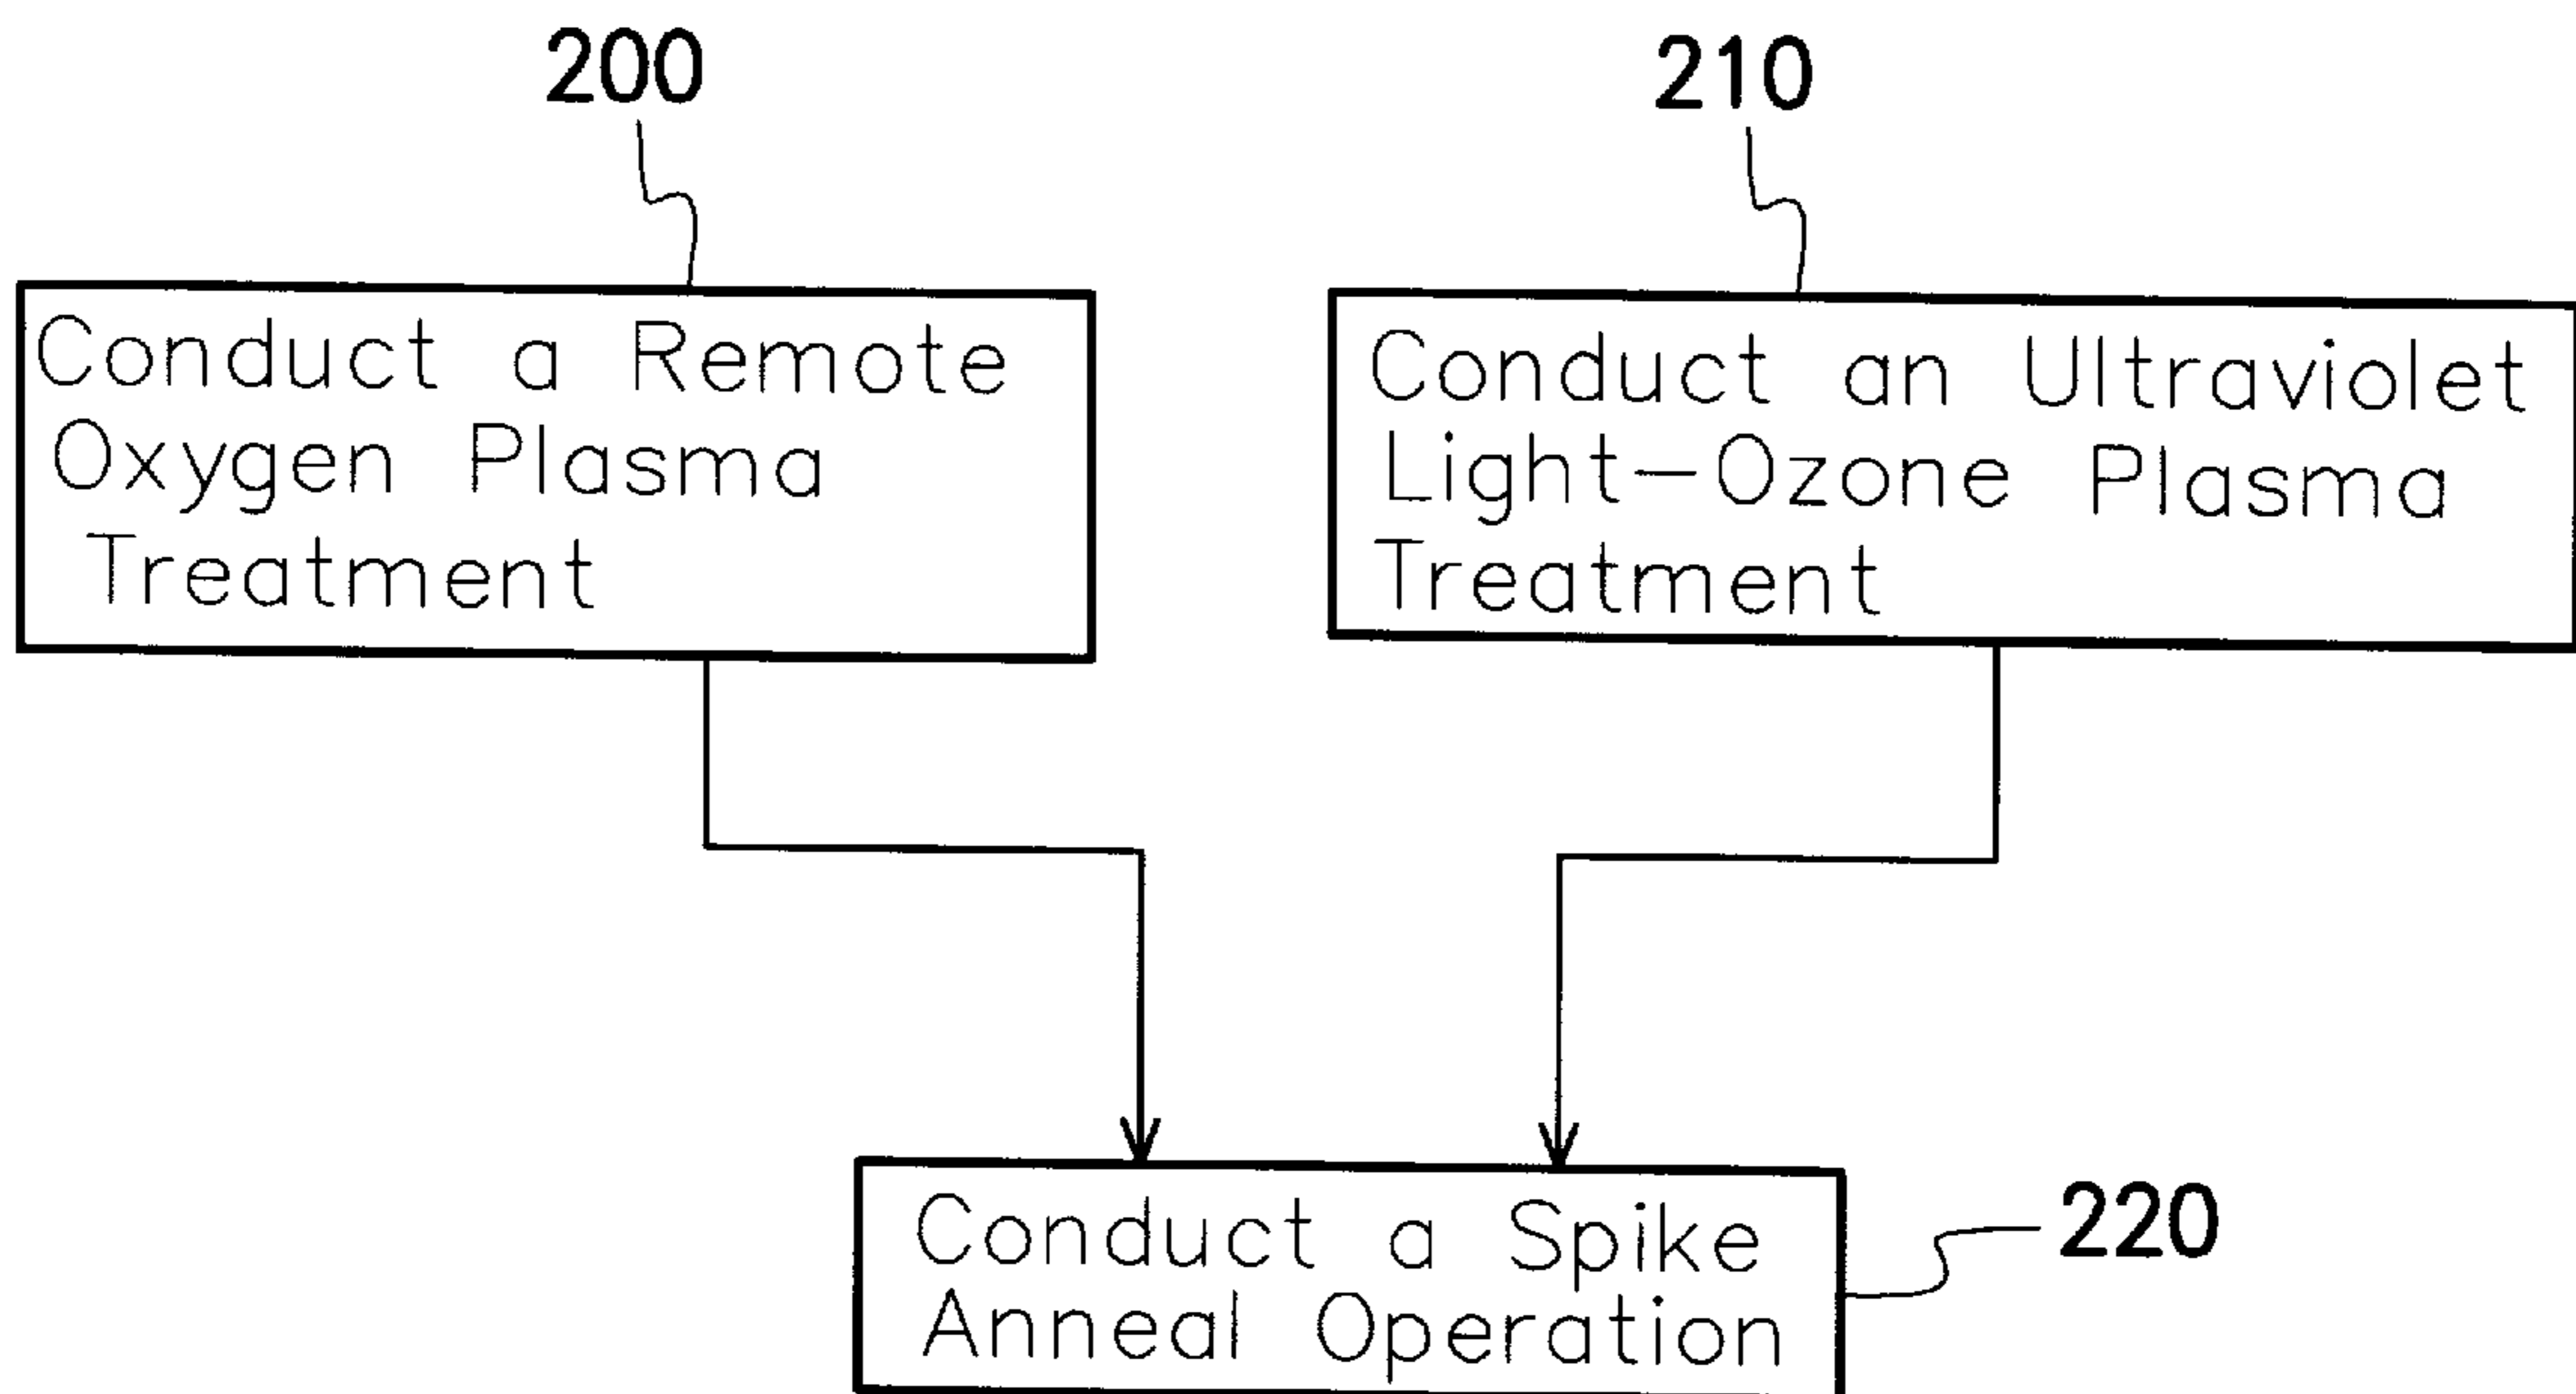 200
210
Conduct a Remote
Oxygen Plasma
Treatment
Conduct an Ultraviolet
Light-Ozone Plasma
Treatment
Conduct a Spike
Anneal Operation
220